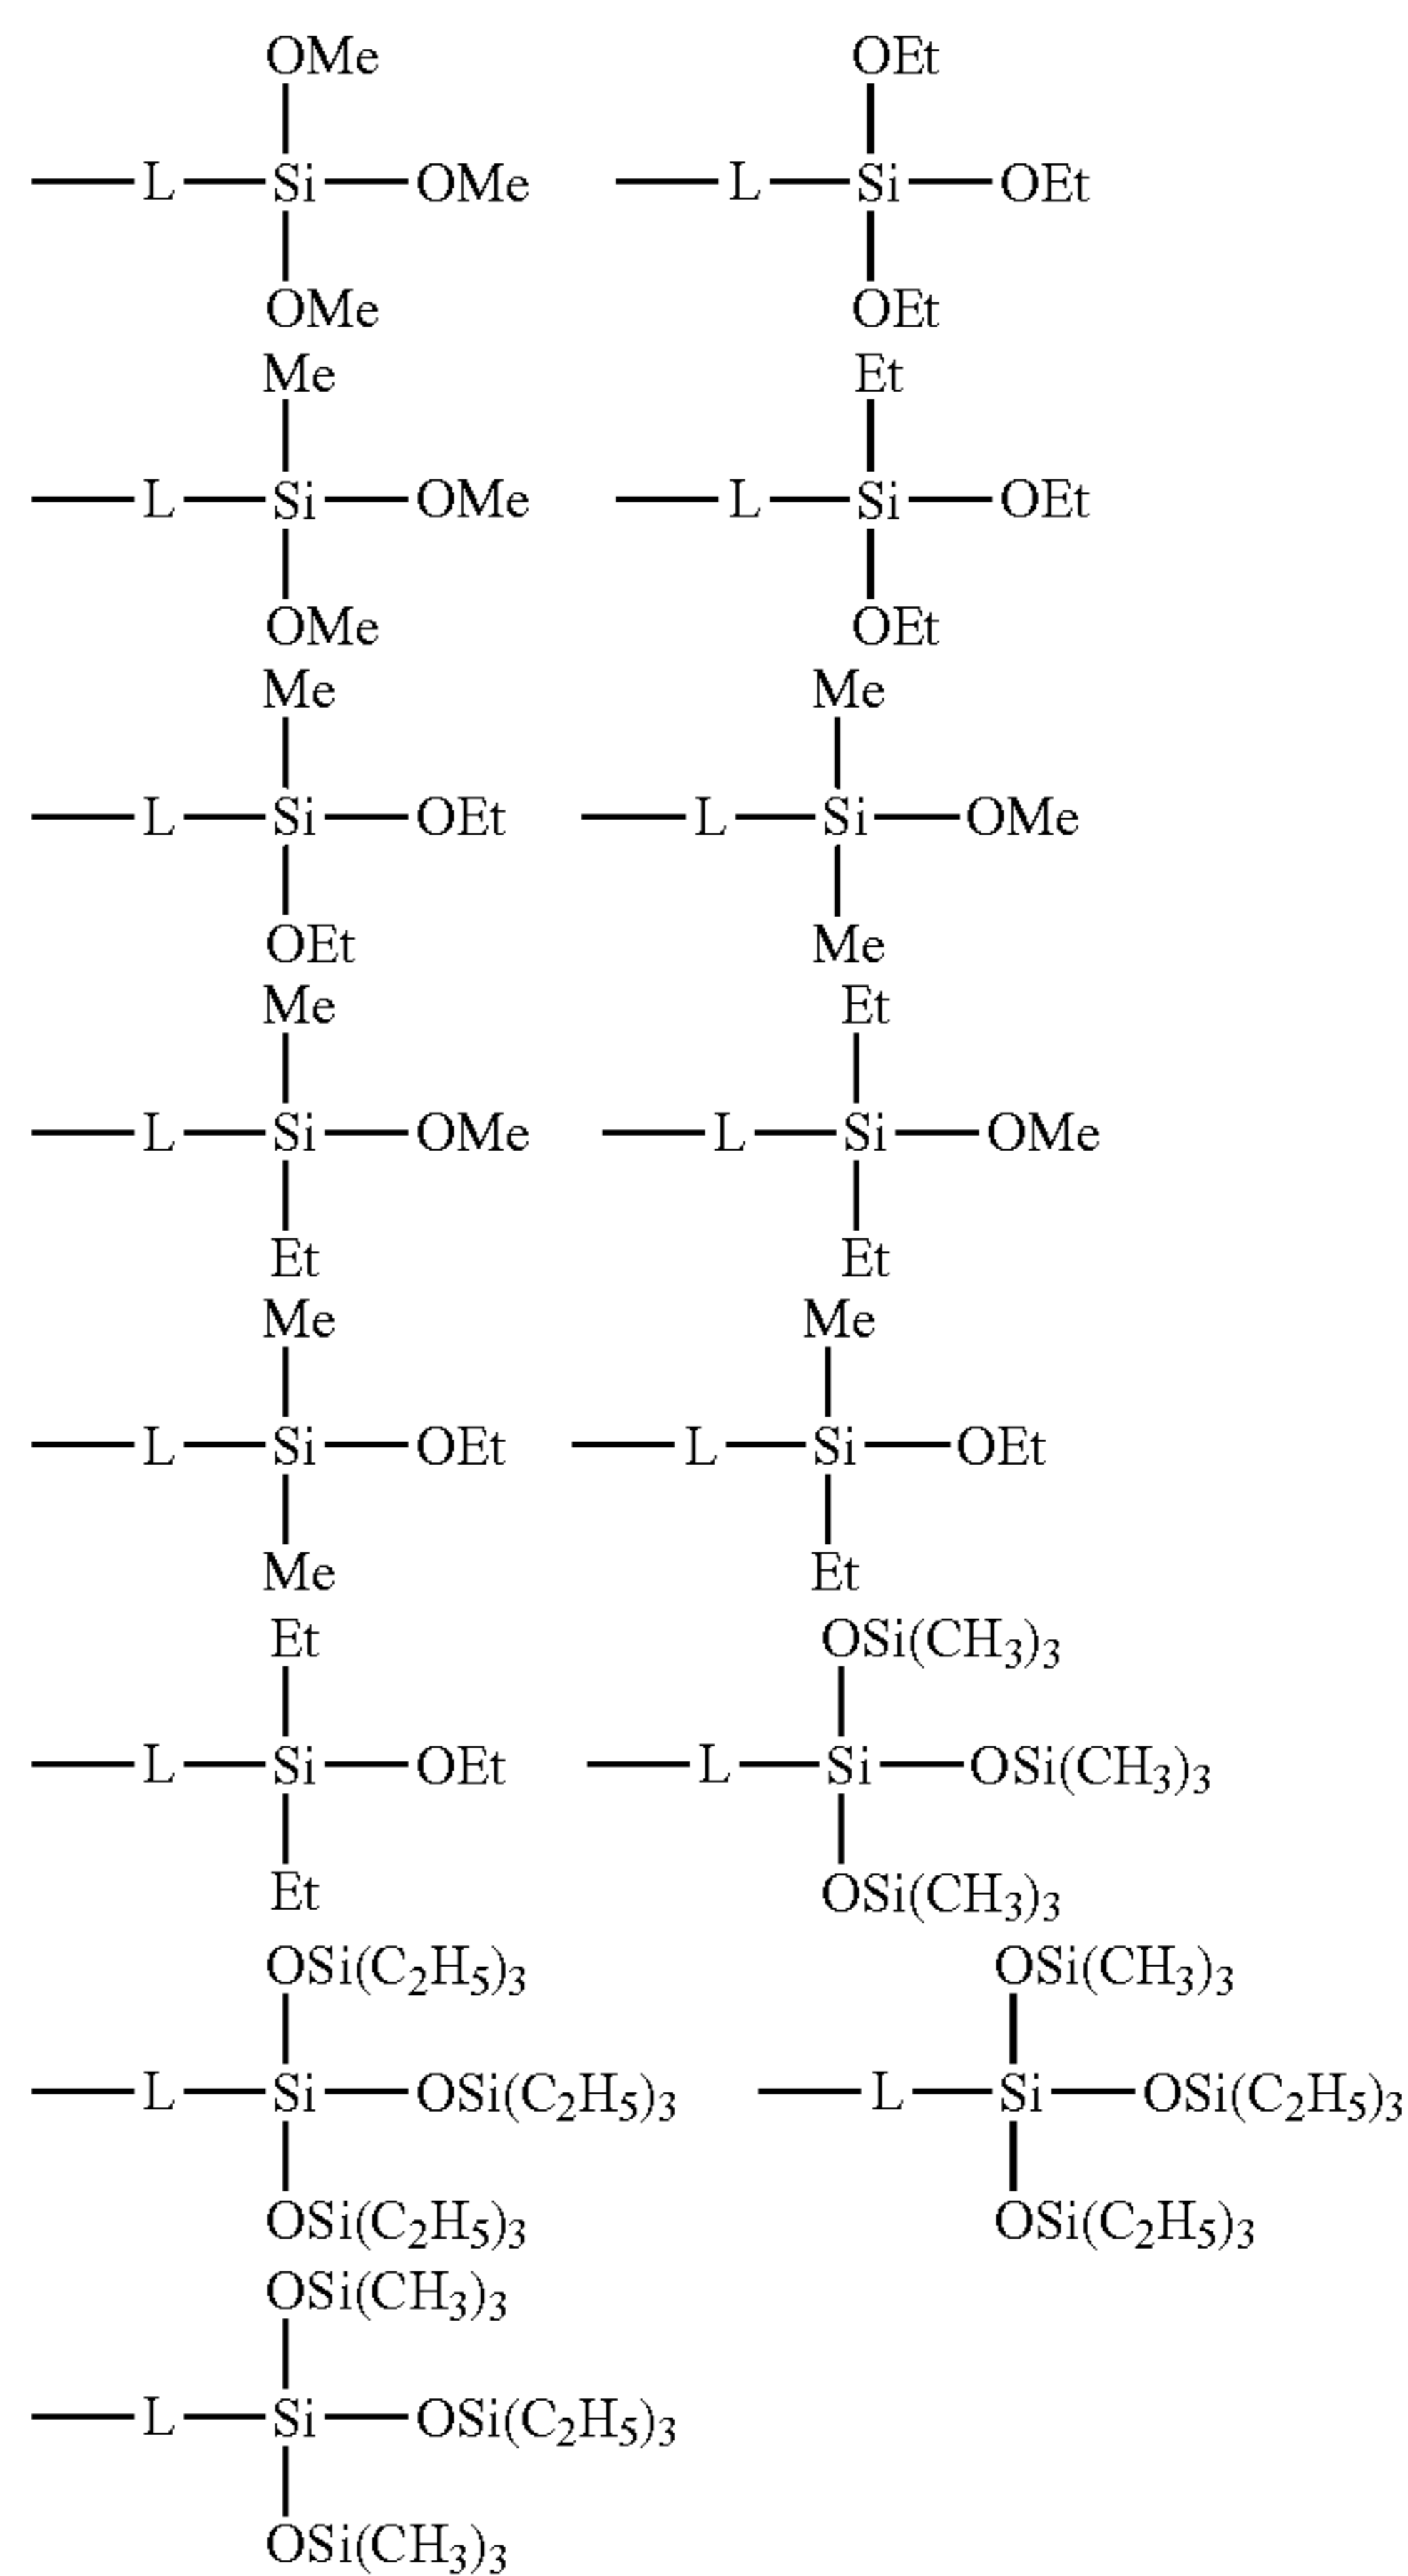 OMe OEt
L Si OMe L Si OEt
OMe OEt
Me Et
L Si OMe L Si OEt
OMe OEt
Me Me
L Si OEt L Si OMe
OEt Me
Me Et
L Si OMe L Si OMe
Et Et
Me Me
L Si OEt L Si OEt
Me Et
Et OSi(CH₃)₃
L Si OEt L Si OSi(CH₃)₃
Et OSi(CH₃)₃
OSi(C₂H₅)₃ OSi(CH₃)₃
L Si OSi(C₂H₅)₃ L Si OSi(C₂H₅)₃
OSi(C₂H₅)₃ OSi(C₂H₅)₃
OSi(CH₃)₃
L Si OSi(C₂H₅)₃
OSi(CH₃)₃